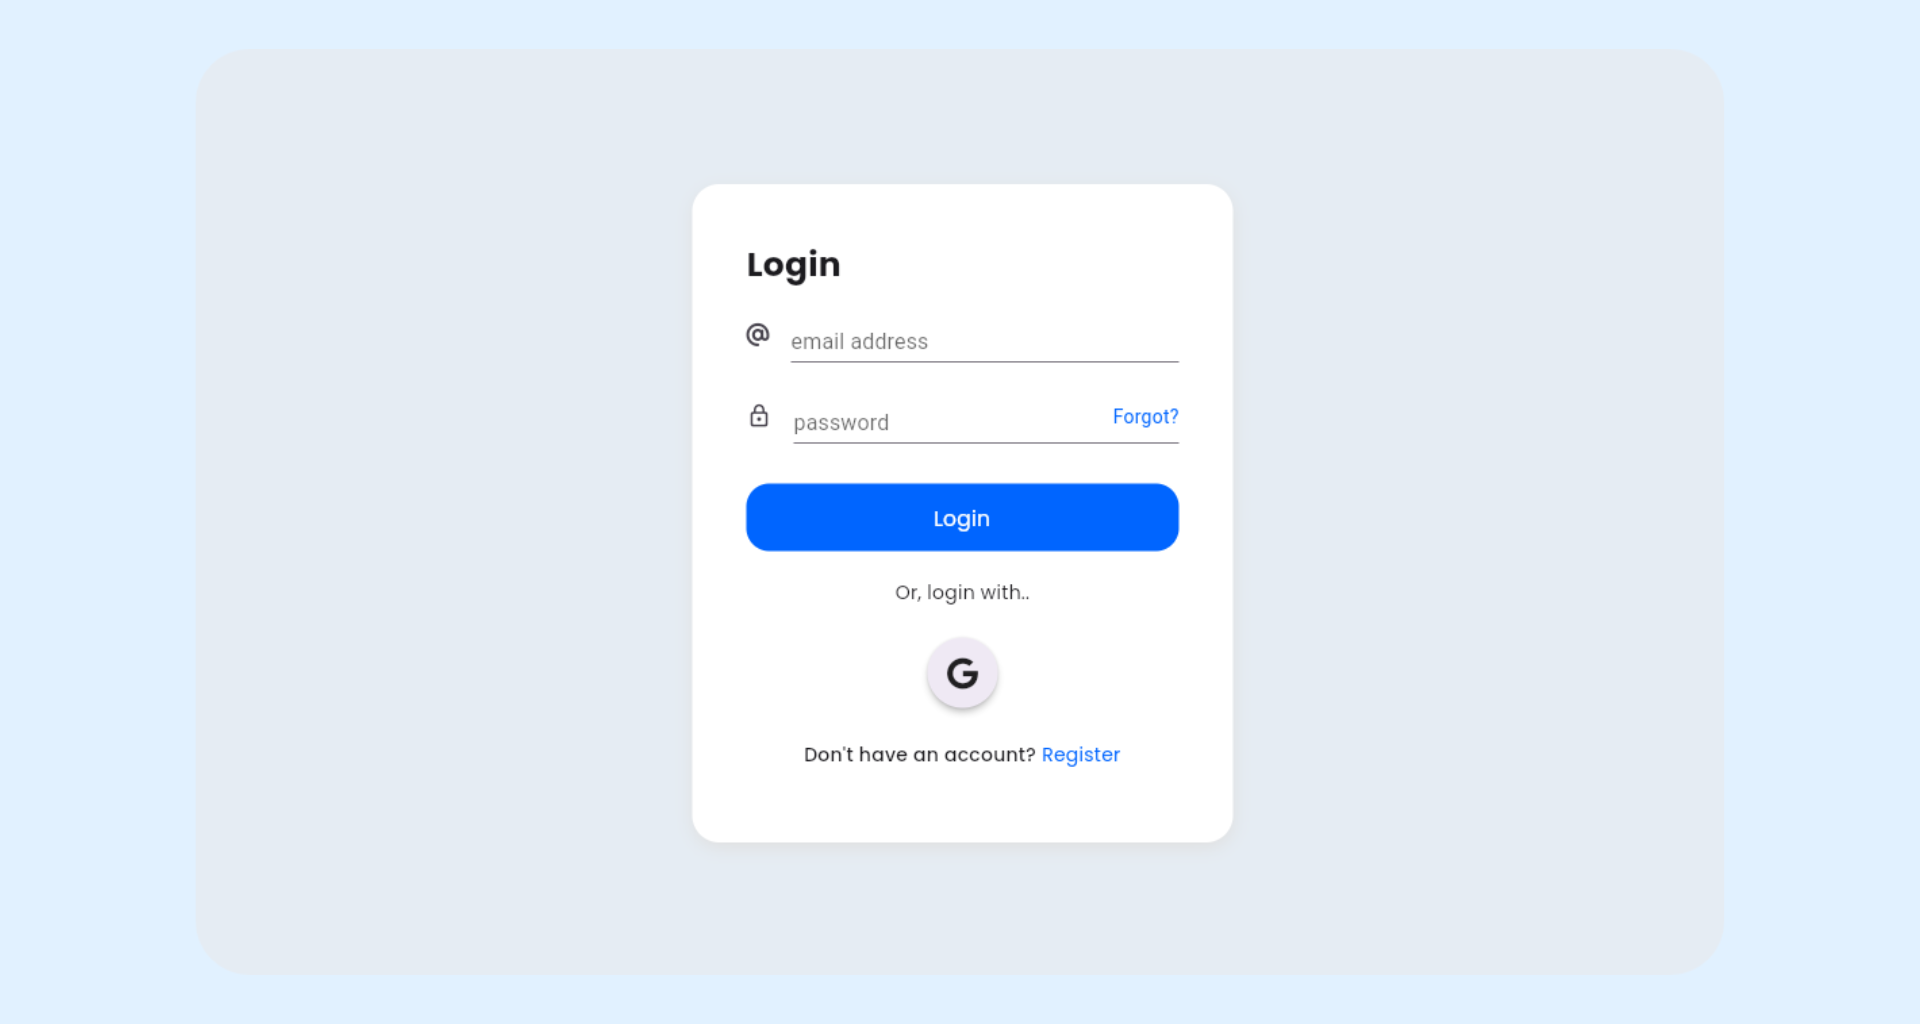 Login
@
email address
password
Forgot?
Login
Or, login with..
G
Don't have an account? Register